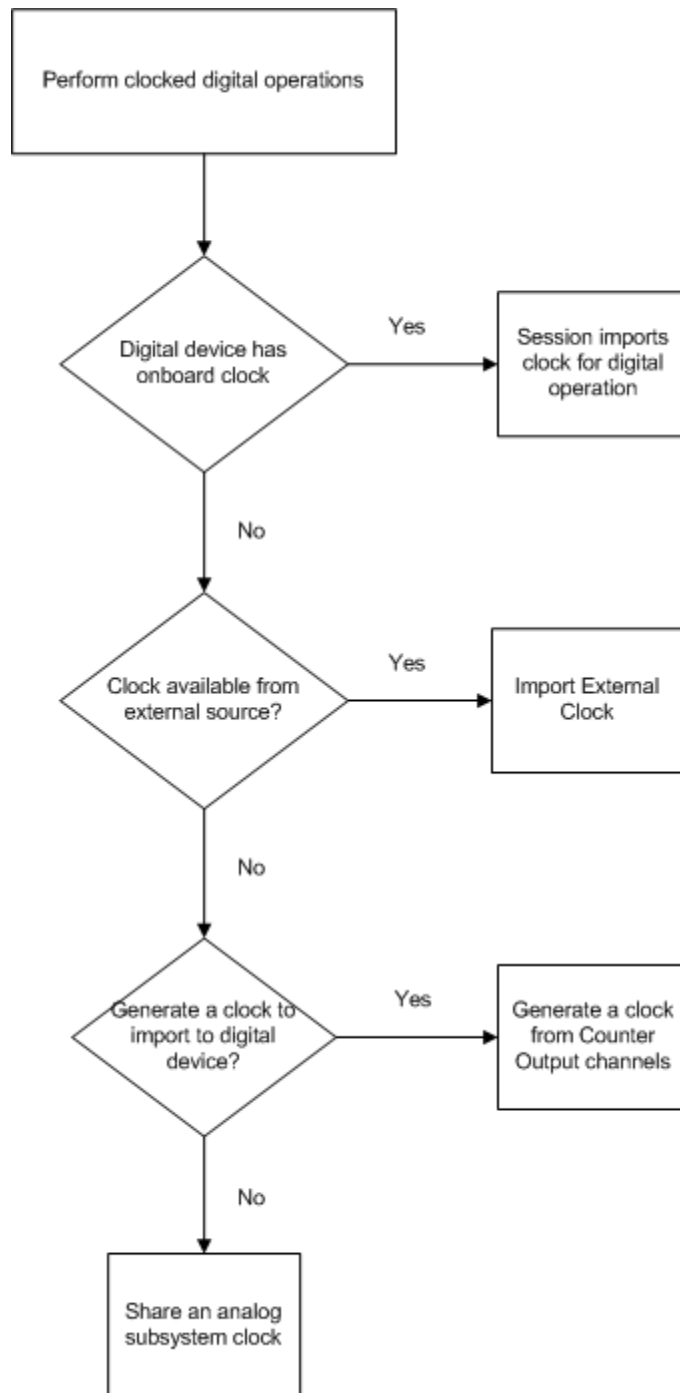 Perform clocked digital operations
Digital device has
onboard clock
Yes
Session imports
clock for digital
operation
No
Clock available from
external source?
Yes
Import External
Clock
No
Generate a clock to
import to digital
device?
Yes
Generate a clock
from Counter
Output channels
No
Share an analog
subsystem clock